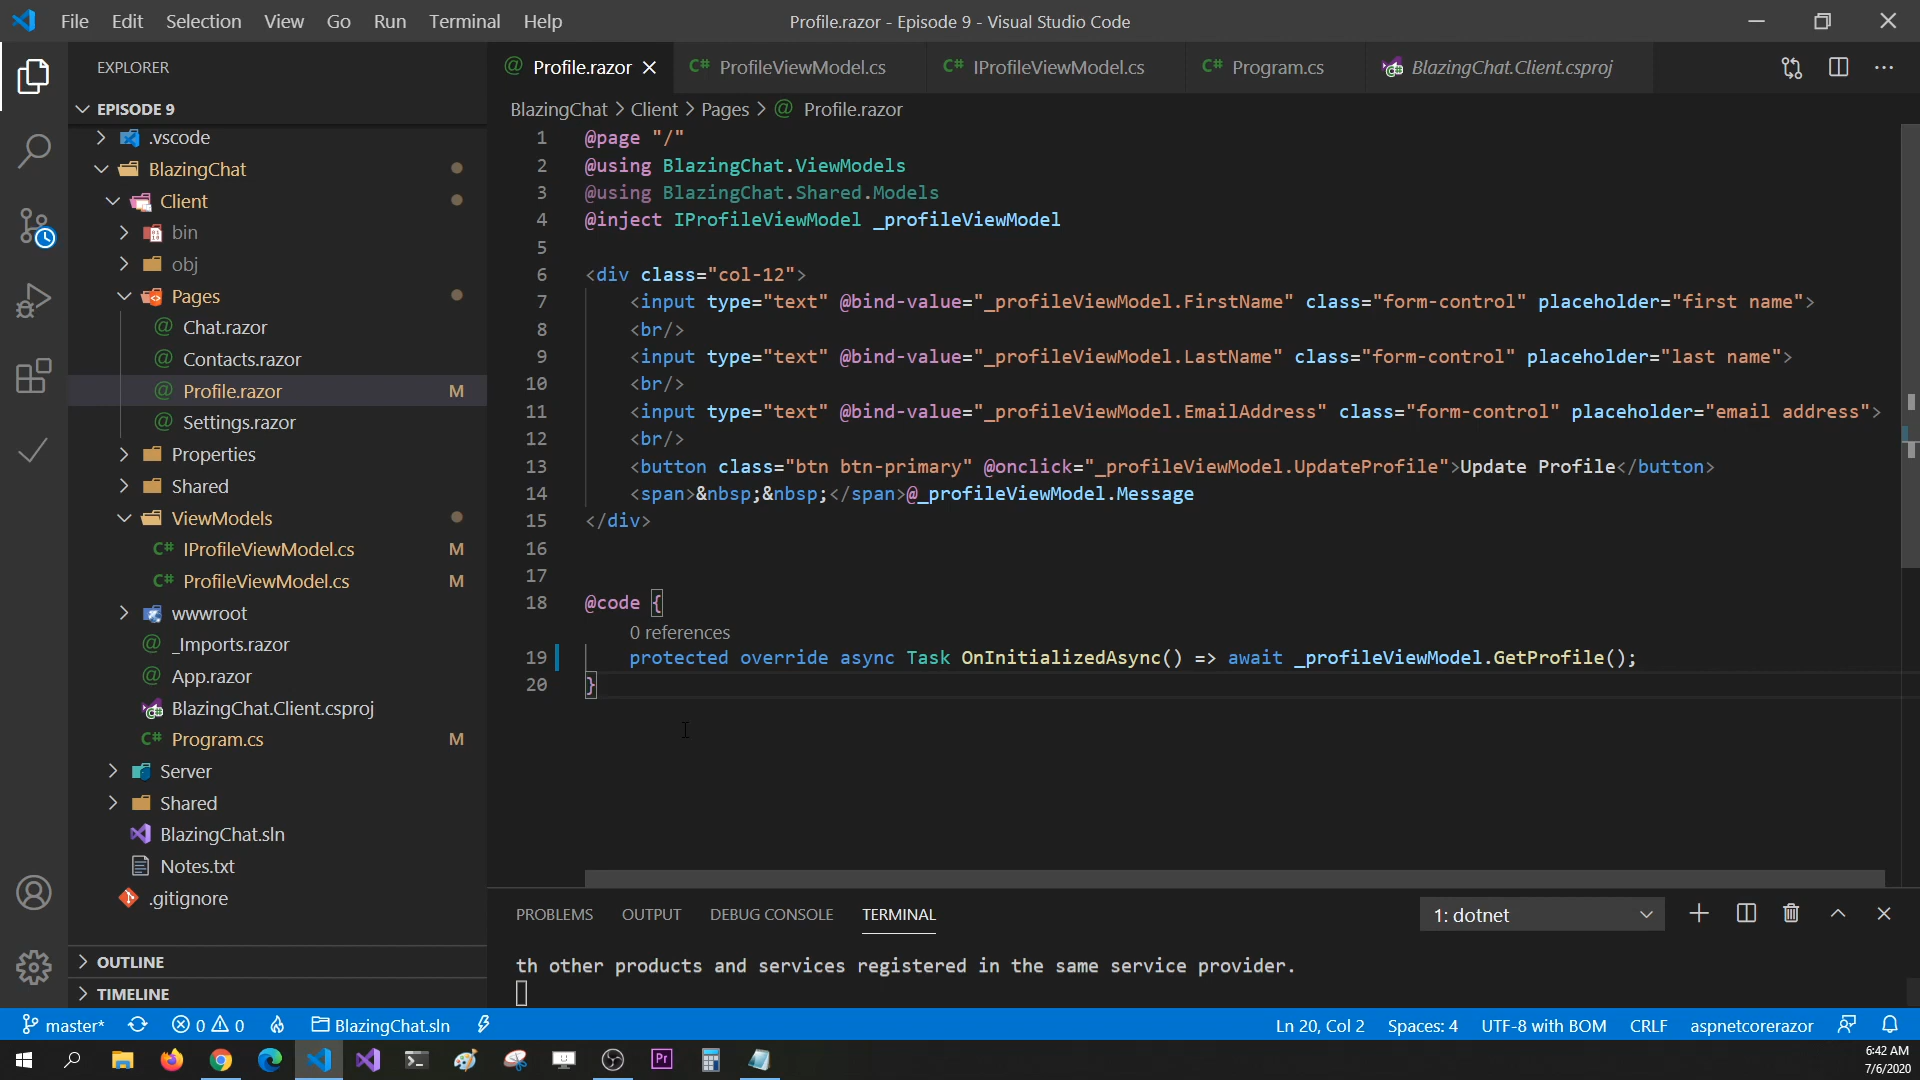 File Edit Selection View Go Run Terminal Help
Profile.razor - Episode 9 - Visual Studio Code
EXPLORER
EPISODE 9
.vscode
BlazingChat
Client
bin
obj
Pages
Chat.razor
Contacts.razor
Profile.razor M
Settings.razor
Properties
Shared
ViewModels
C# IProfileViewModel.cs M
C# ProfileViewModel.cs M
wwwroot
_Imports.razor
App.razor
BlazingChat.Client.csproj
C# Program.cs M
Server
Shared
BlazingChat.sln
Notes.txt
.gitignore
OUTLINE
TIMELINE
Profile.razor C# ProfileViewModel.cs C# IProfileViewModel.cs C# Program.cs BlazingChat.Client.csproj
BlazingChat > Client > Pages > Profile.razor
1 @page "/"
2 @using BlazingChat.ViewModels
3 @using BlazingChat.Shared.Models
4 @inject IProfileViewModel _profileViewModel
5
6 <div class="col-12">
7 <input type="text" @bind-value="_profileViewModel.FirstName" class="form-control" placeholder="first name">
8 <br/>
9 <input type="text" @bind-value="_profileViewModel.LastName" class="form-control" placeholder="last name">
10 <br/>
11 <input type="text" @bind-value="_profileViewModel.EmailAddress" class="form-control" placeholder="email address">
12 <br/>
13 <button class="btn btn-primary" @onclick="_profileViewModel.UpdateProfile">Update Profile</button>
14 <span>&nbsp;&nbsp;</span>@_profileViewModel.Message
15 </div>
16
17
18 @code {
0 references
19 protected override async Task OnInitializedAsync() => await _profileViewModel.GetProfile();
20 }
PROBLEMS OUTPUT DEBUG CONSOLE TERMINAL 1: dotnet
th other products and services registered in the same service provider.
master* 0 0 BlazingChat.sln Ln 20, Col 2 Spaces: 4 UTF-8 with BOM CRLF aspnetcorerazor
Pr
6:42 AM
7/6/2020